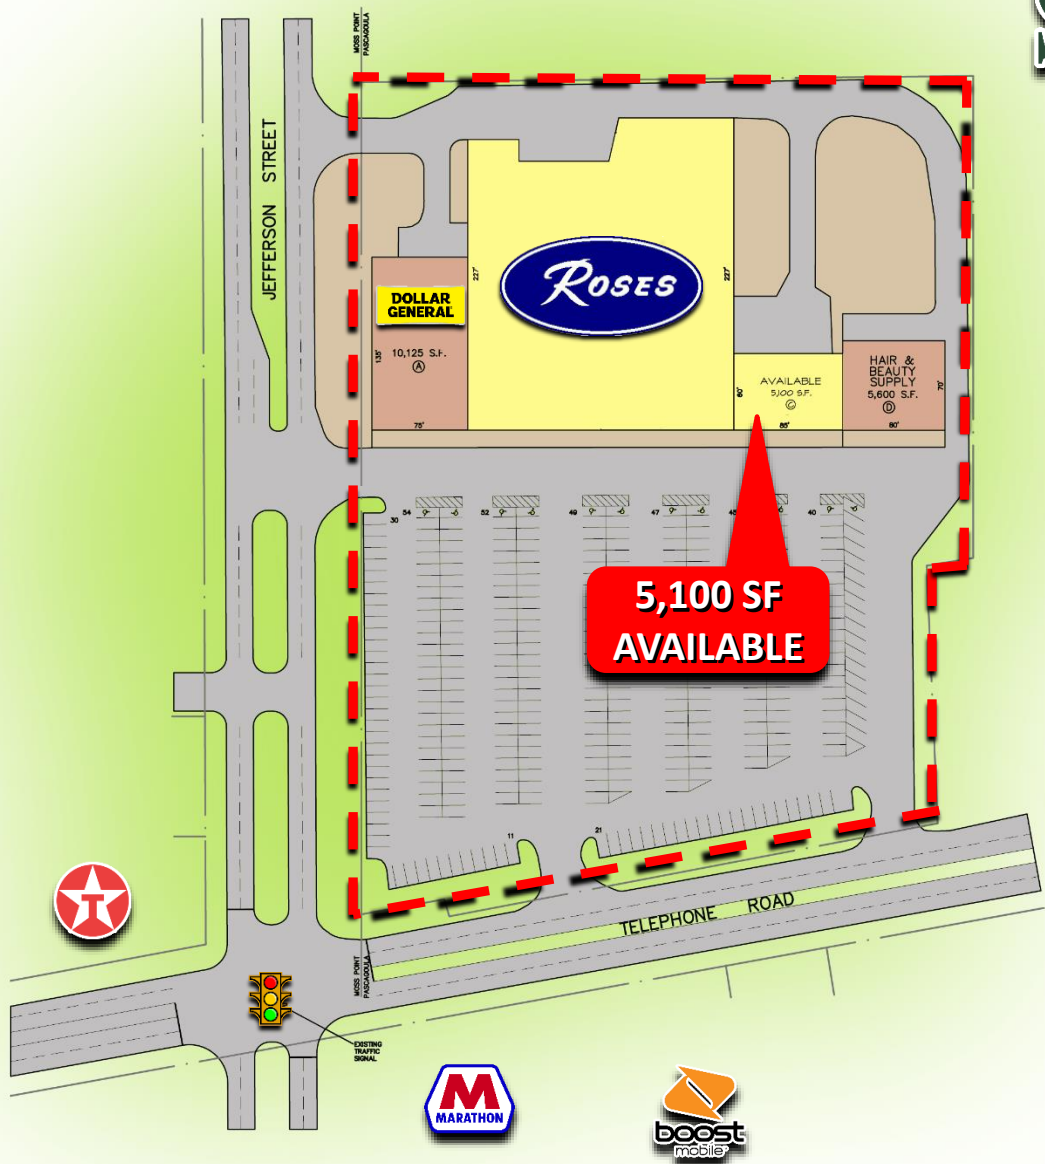 MOSS POINT
PASCAGOULA
JEFFERSON STREET
DOLLAR
GENERAL
10,125 S.F.
A
135'
75'
227'
ROSES
227'
AVAILABLE
5,100 S.F.
C
60'
85'
HAIR &
BEAUTY
SUPPLY
5,600 S.F.
D
70'
80'
30
54
52
49
47
40
5,100 SF
AVAILABLE
11
21
TELEPHONE ROAD
T
MOSS POINT
PASCAGOULA
EXISTING
TRAFFIC
SIGNAL
M
MARATHON
boost
mobile